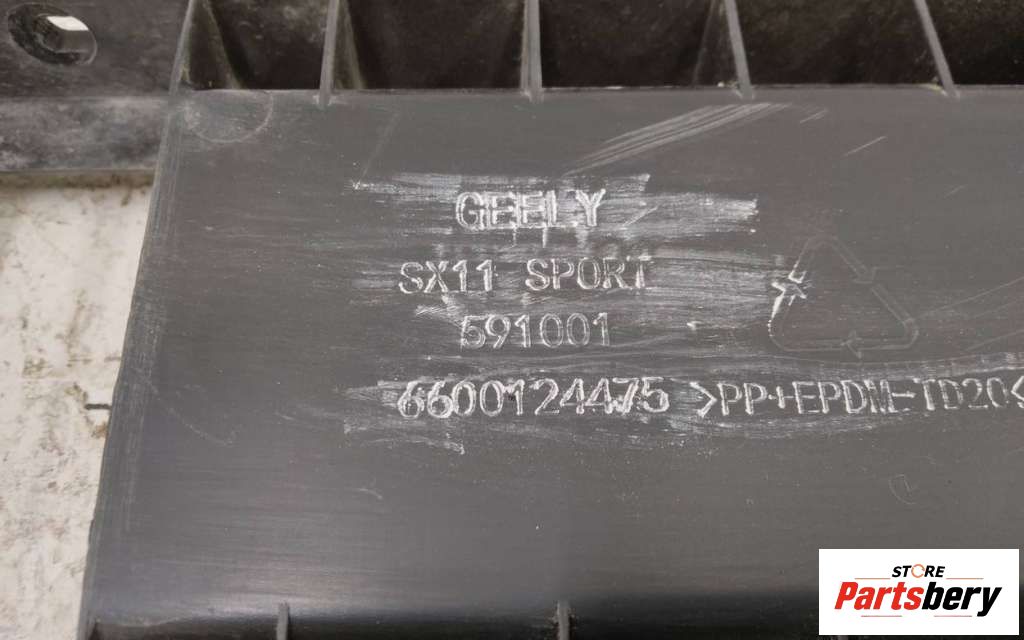 GEELY
SX11 SPORT
591001
6600124475 >PP+EPDM-TD20<
STORE
Partsbery